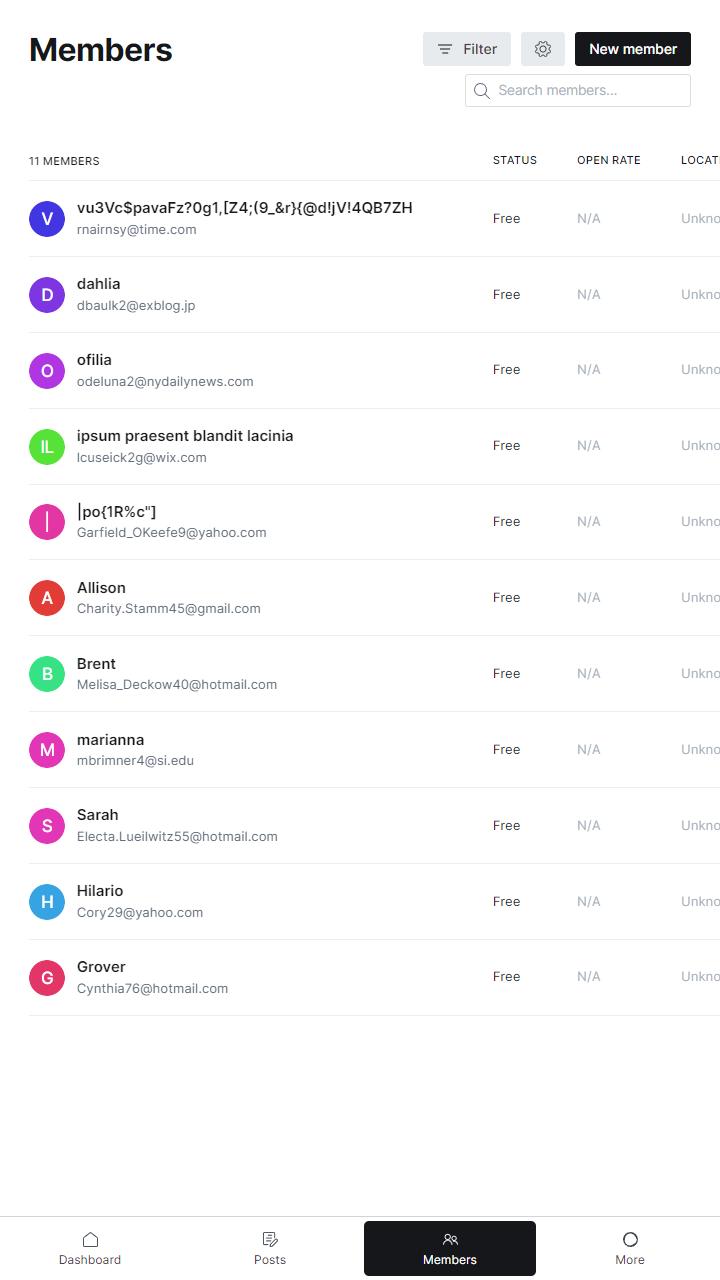 Members
Filter
New member
Search members...
11 MEMBERS STATUS OPEN RATE LOCATI
V vu3Vc$pavaFz?0g1,[Z4;(9_&r}{@d!jV!4QB7ZH
rnairnsy@time.com Free N/A Unkno
D dahlia
dbaulk2@exblog.jp Free N/A Unkno
O ofilia
odeluna2@nydailynews.com Free N/A Unkno
IL ipsum praesent blandit lacinia
lcuseick2g@wix.com Free N/A Unkno
| |po{1R%c"]
Garfield_OKeefe9@yahoo.com Free N/A Unkno
A Allison
Charity.Stamm45@gmail.com Free N/A Unkno
B Brent
Melisa_Deckow40@hotmail.com Free N/A Unkno
M marianna
mbrimner4@si.edu Free N/A Unkno
S Sarah
Electa.Lueilwitz55@hotmail.com Free N/A Unkno
H Hilario
Cory29@yahoo.com Free N/A Unkno
G Grover
Cynthia76@hotmail.com Free N/A Unkno
Dashboard Posts Members More